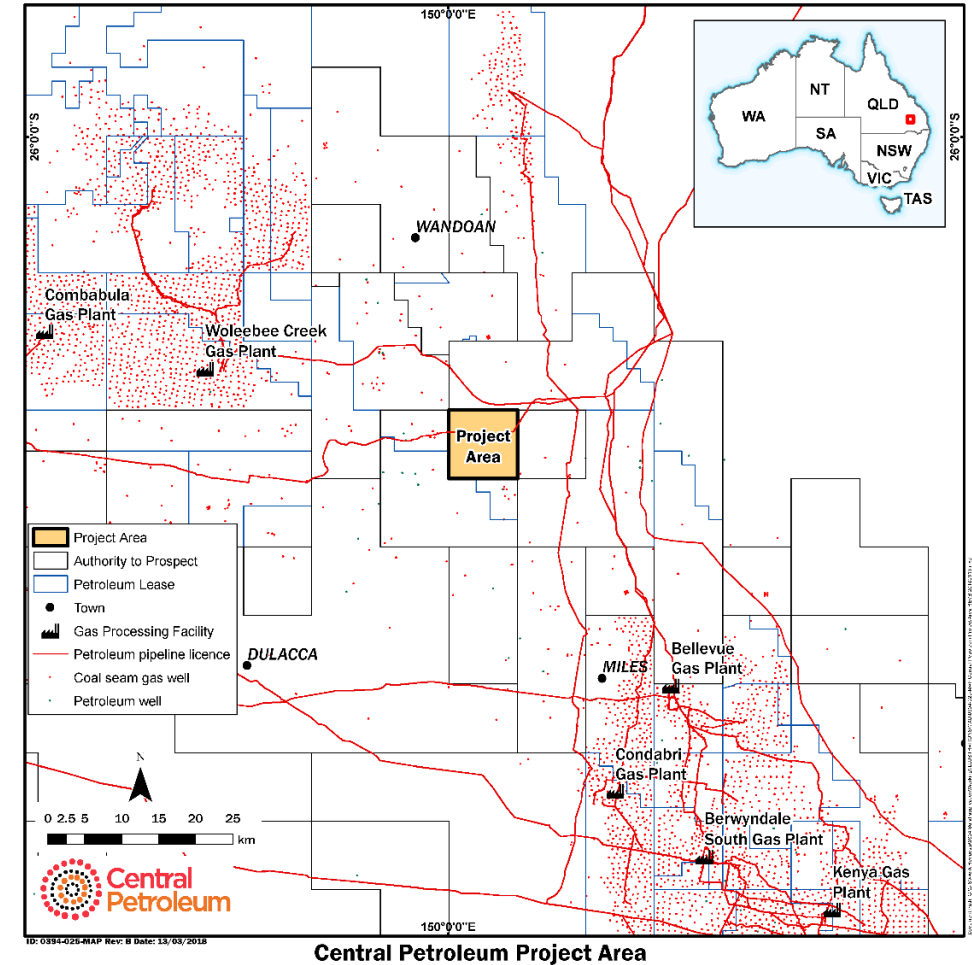 150°0'0"E
26°0'0"S
26°0'0"S
WA
NT
QLD
SA
NSW
VIC
TAS
WANDOAN
Combabula
Gas Plant
Woleebee Creek
Gas Plant
Project
Area
Project Area
Authority to Prospect
Petroleum Lease
Town
Gas Processing Facility
Petroleum pipeline licence
Coal seam gas well
Petroleum well
DULACCA
MILES
Bellevue
Gas Plant
Condabri
Gas Plant
Berwyndale
South Gas Plant
Kenya Gas
Plant
N
0 2.5 5 10 15 20 25
km
Central
Petroleum
150°0'0"E
ID: 0394-025-MAP Rev: B Date: 13/03/2018
Central Petroleum Project Area